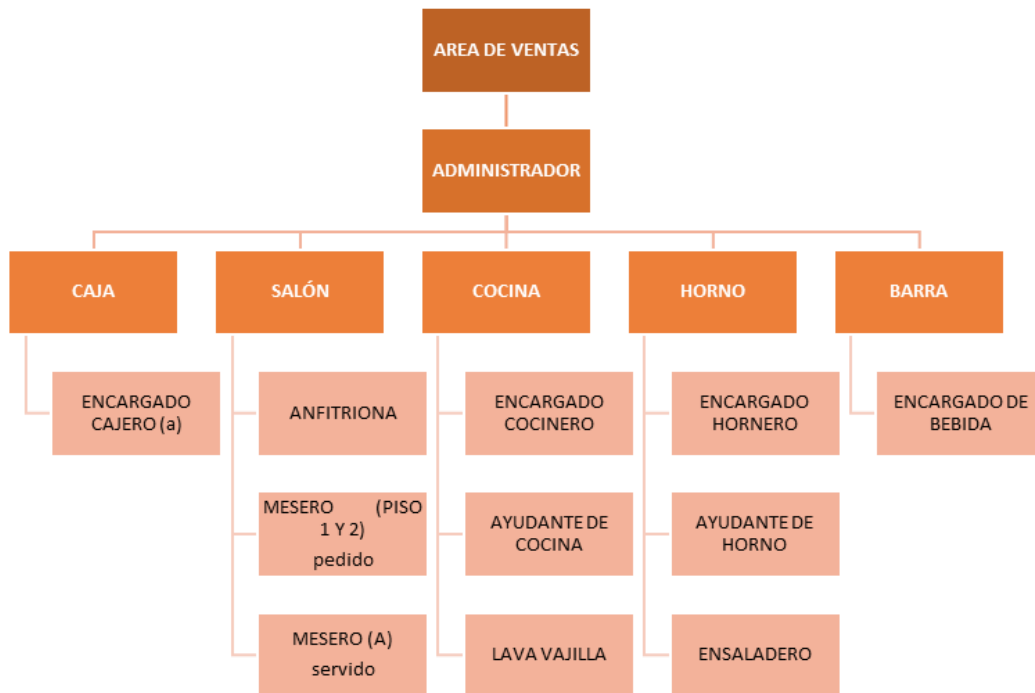 AREA DE VENTAS
ADMINISTRADOR
CAJA
SALÓN
COCINA
HORNO
BARRA
ENCARGADO
CAJERO (a)
ANFITRIONA
ENCARGADO
COCINERO
ENCARGADO
HORNERO
ENCARGADO DE
BEBIDA
MESERO (PISO
1 Y 2)
pedido
AYUDANTE DE
COCINA
AYUDANTE DE
HORNO
MESERO (A)
servido
LAVA VAJILLA
ENSALADERO